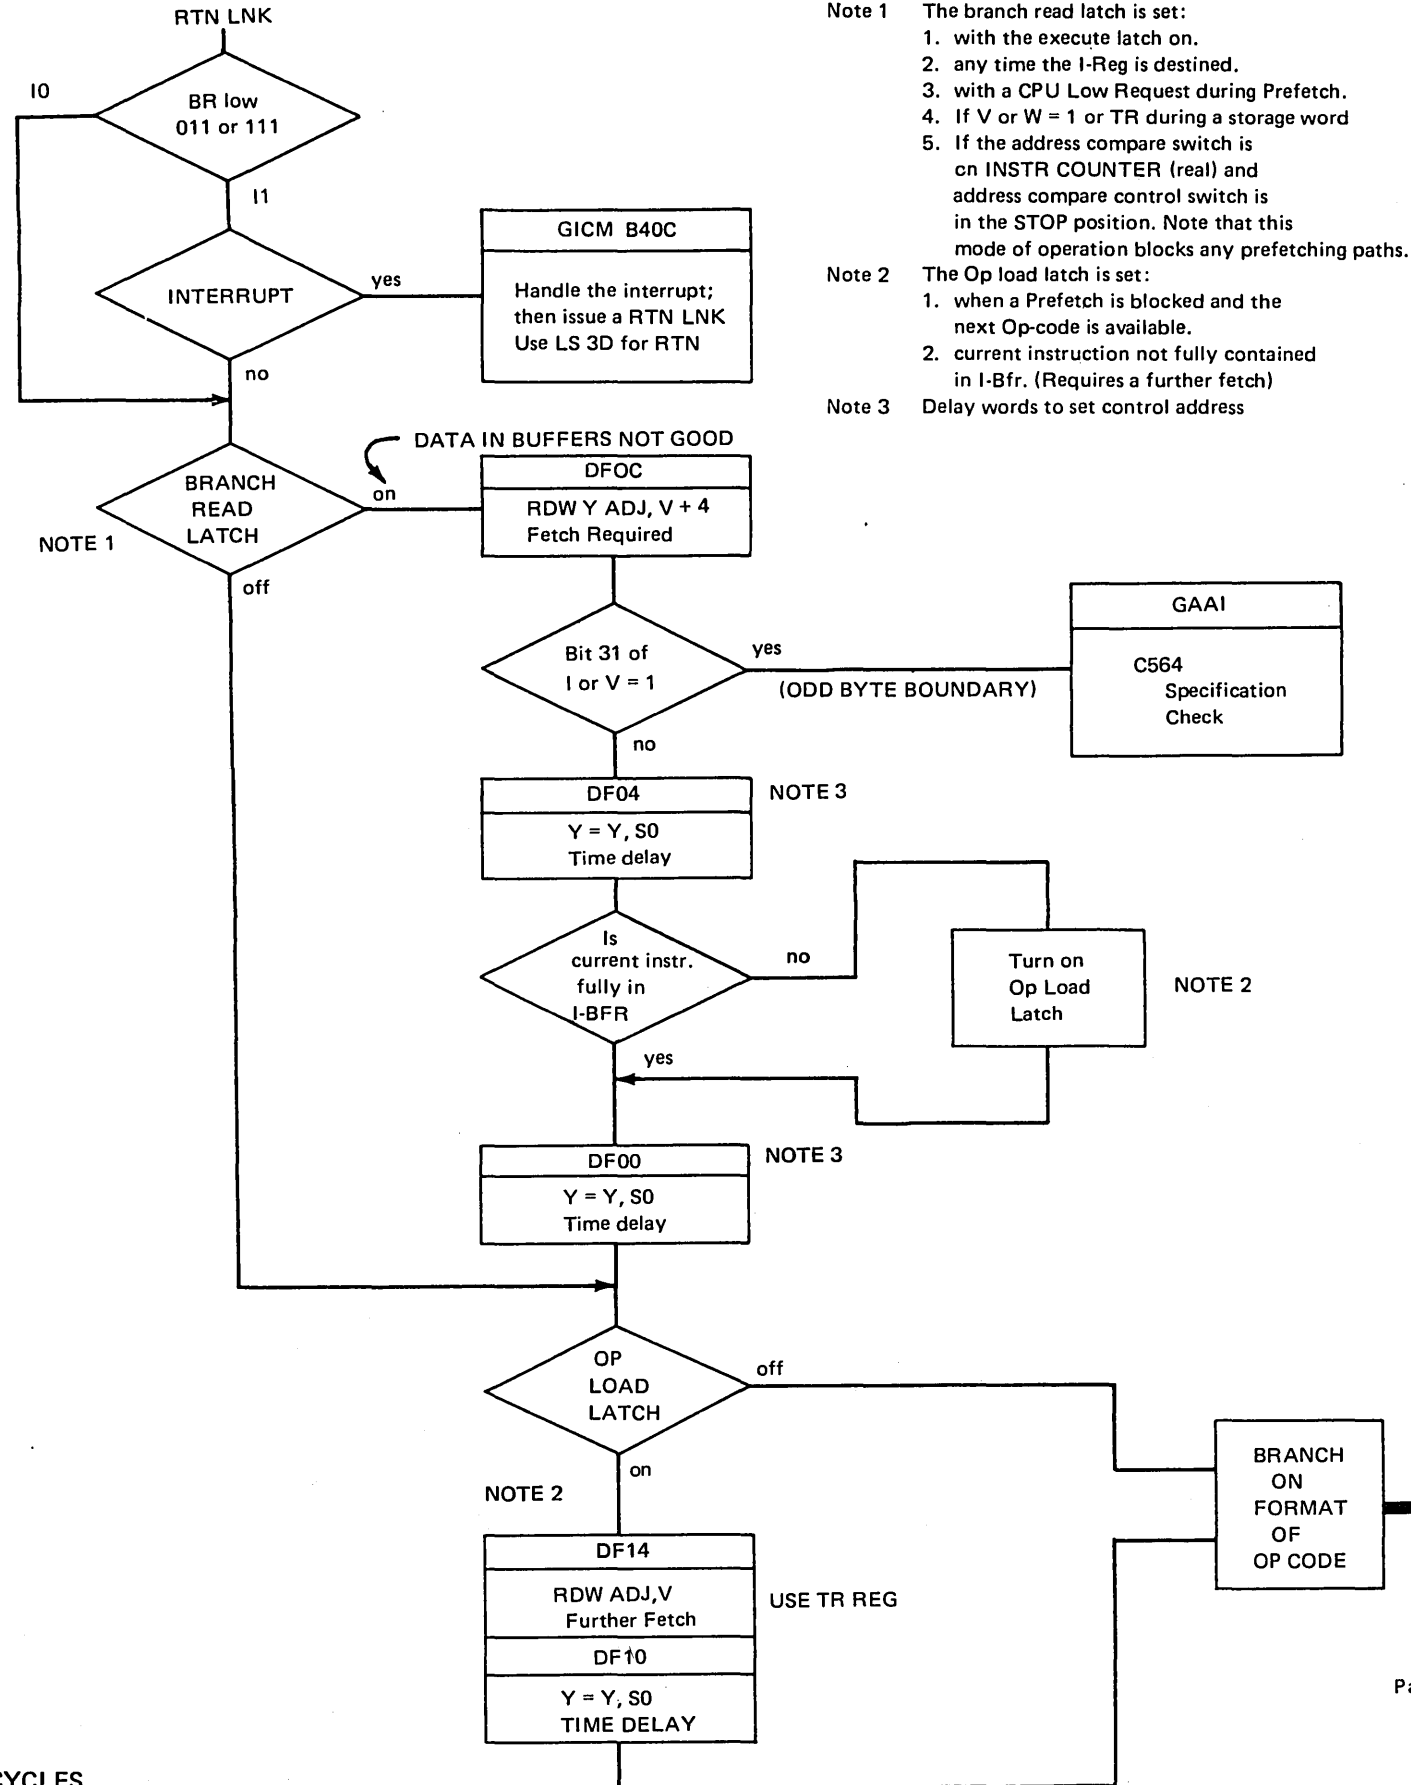 RTN LNK
I0
BR low
011 or 111
I1
INTERRUPT
yes
no
GICM B40C
Handle the interrupt;
then issue a RTN LNK
Use LS 3D for RTN
Note 1 The branch read latch is set:
1. with the execute latch on.
2. any time the I-Reg is destined.
3. with a CPU Low Request during Prefetch.
4. If V or W = 1 or TR during a storage word
5. If the address compare switch is
on INSTR COUNTER (real) and
address compare control switch is
in the STOP position. Note that this
mode of operation blocks any prefetching paths.
Note 2 The Op load latch is set:
1. when a Prefetch is blocked and the
next Op-code is available.
2. current instruction not fully contained
in I-Bfr. (Requires a further fetch)
Note 3 Delay words to set control address
DATA IN BUFFERS NOT GOOD
BRANCH
READ
LATCH
on
NOTE 1
off
DFOC
RDW Y ADJ, V + 4
Fetch Required
Bit 31 of
I or V = 1
yes
(ODD BYTE BOUNDARY)
no
GAAI
C564
Specification
Check
DF04
NOTE 3
Y = Y, S0
Time delay
Is
current instr.
fully in
I-BFR
no
yes
Turn on
Op Load
Latch
NOTE 2
DF00
NOTE 3
Y = Y, S0
Time delay
OP
LOAD
LATCH
off
on
NOTE 2
BRANCH
ON
FORMAT
OF
OP CODE
DF14
RDW ADJ,V
Further Fetch
USE TR REG
DF10
Y = Y, S0
TIME DELAY
Pa
CYCLES